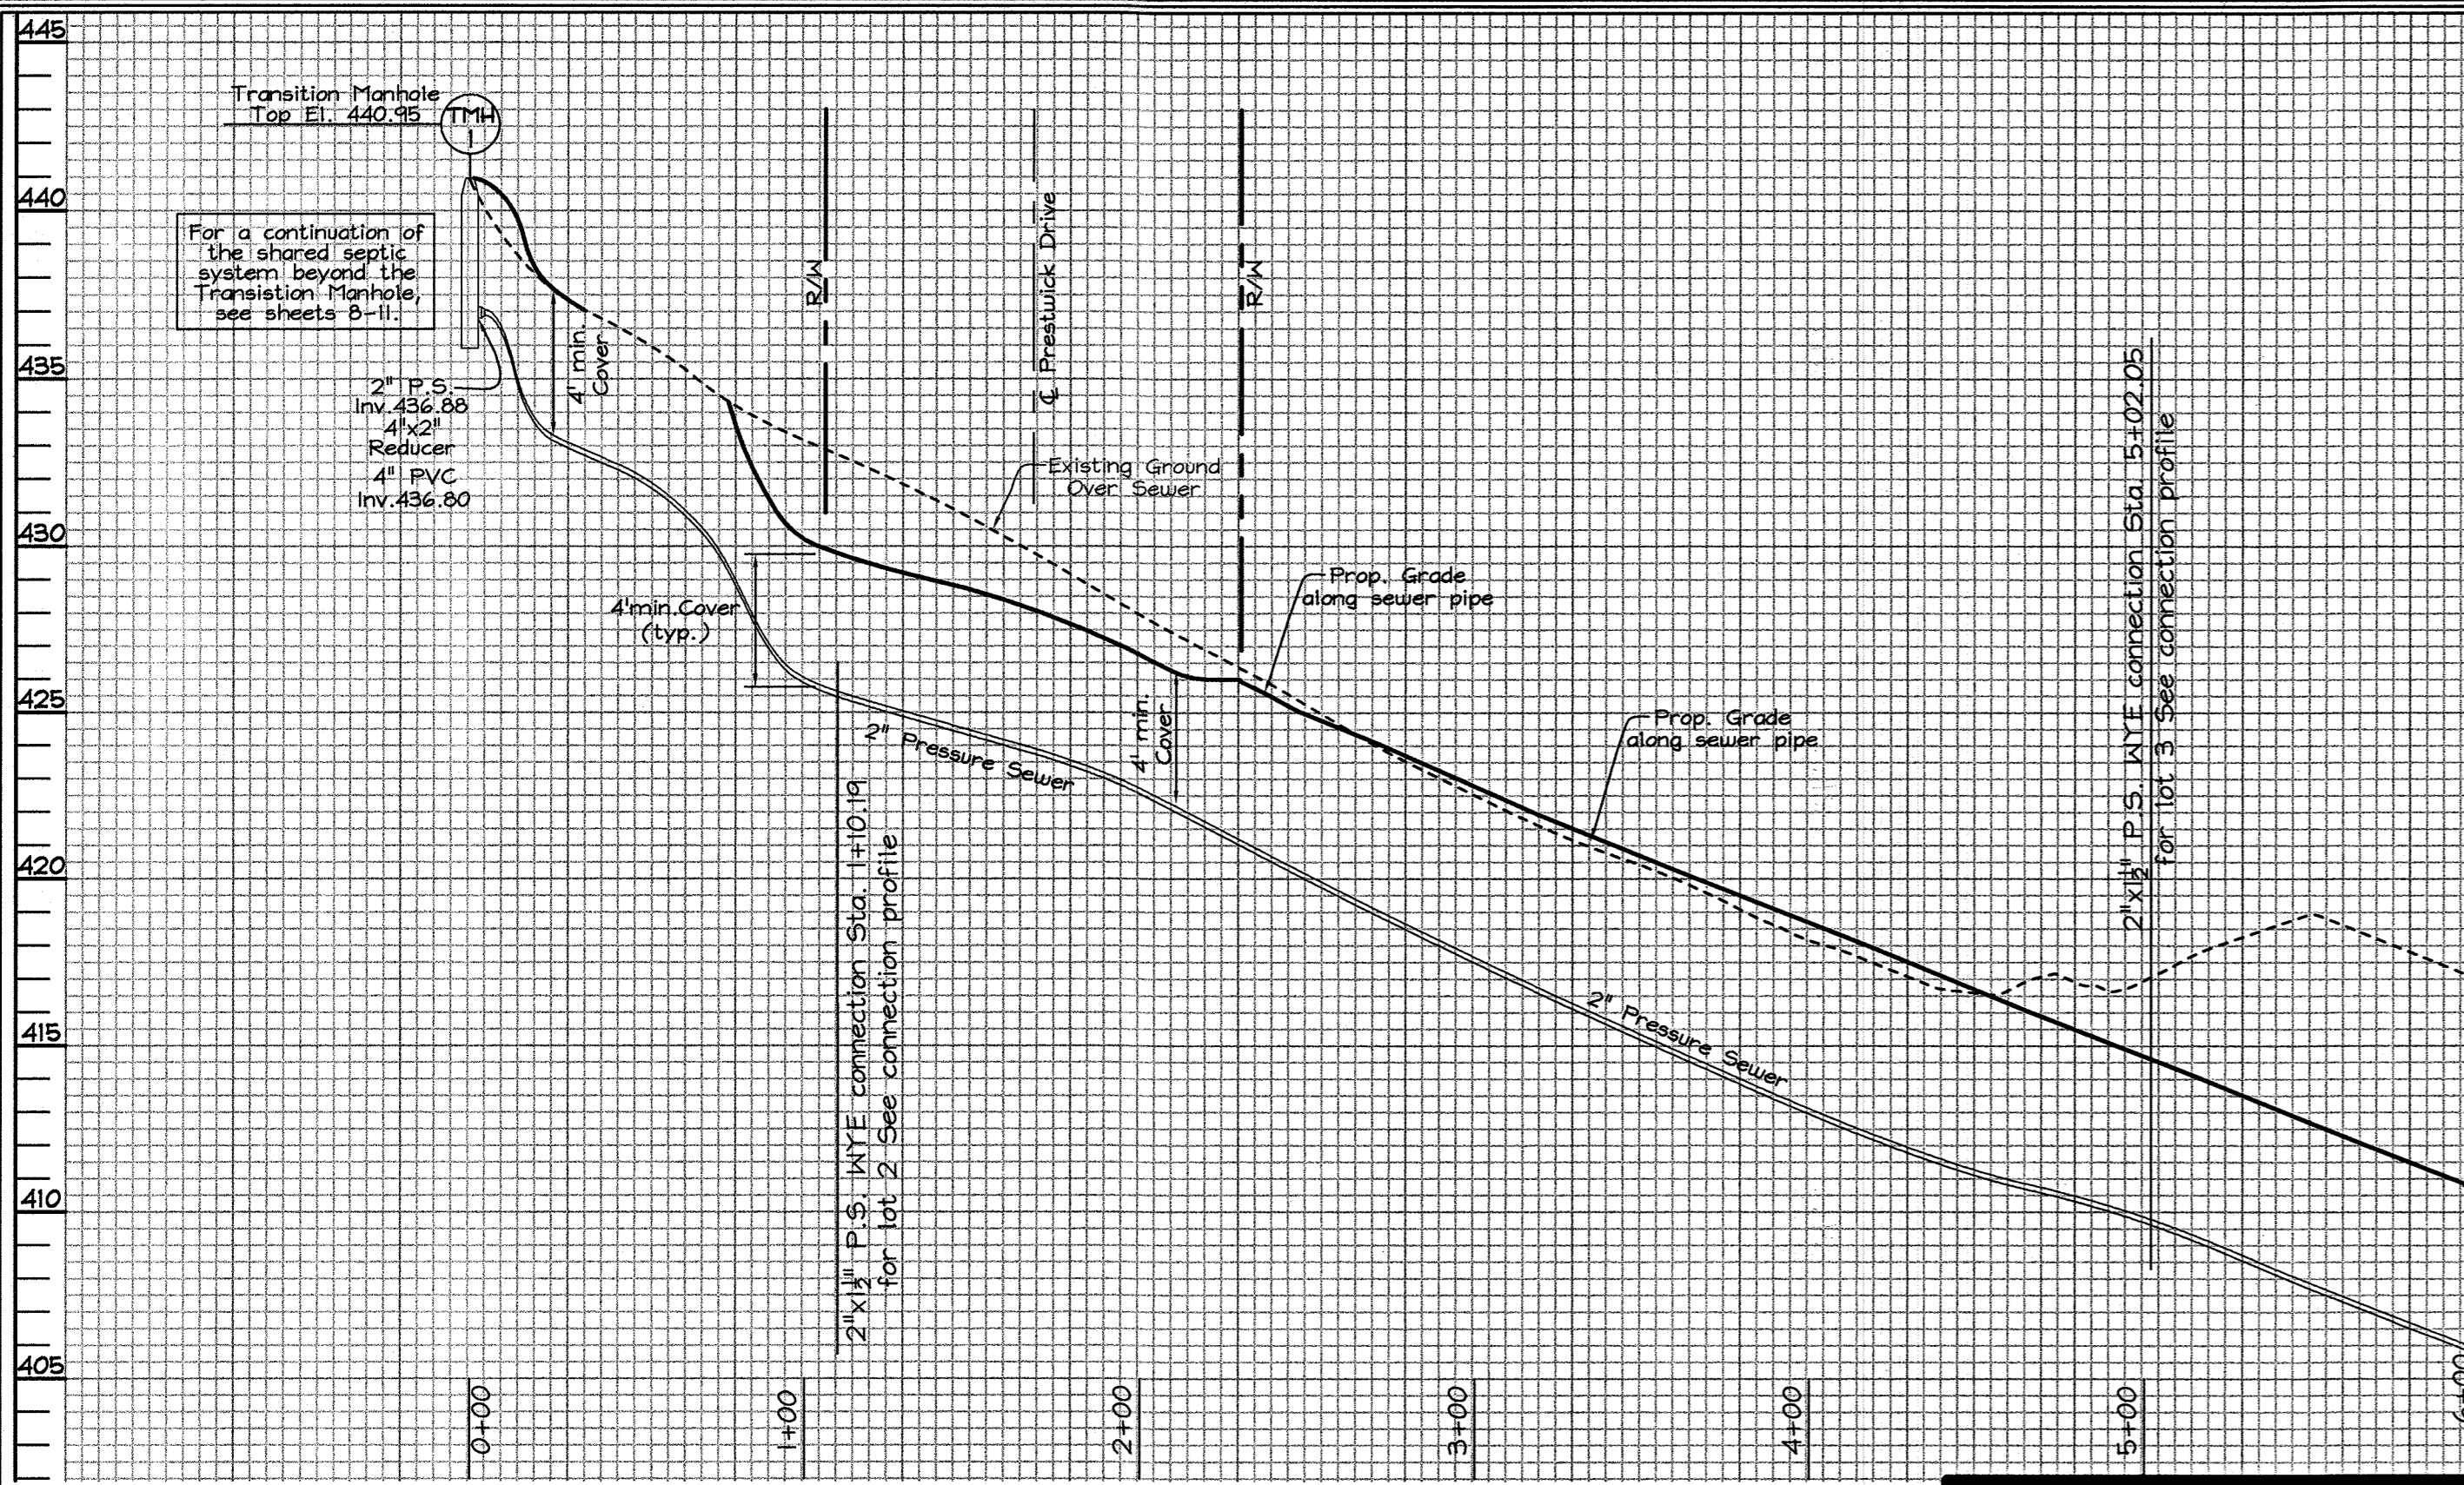 445
440
435
430
425
420
415
410
405
Transition Manhole
Top El. 440.95
TMH
1
For a continuation of
the shared septic
system beyond the
Transistion Manhole,
see sheets 8-11.
2" P.S.
Inv.436.88
4"x2"
Reducer
4" PVC
Inv.436.80
4' min.
Cover
R/W
℄ Prestwick Drive
R/W
Existing Ground
Over Sewer
4'min.Cover
(typ.)
Prop. Grade
along sewer pipe
4' min.
Cover
2" Pressure Sewer
Prop. Grade
along sewer pipe
2" Pressure Sewer
2"x1½" P.S. WYE connection Sta. 1+10.19
for lot 2 See connection profile
2"x1½" P.S. WYE connection Sta. 5+02.05
for lot 3 See connection profile
0+00
1+00
2+00
3+00
4+00
5+00
6+00